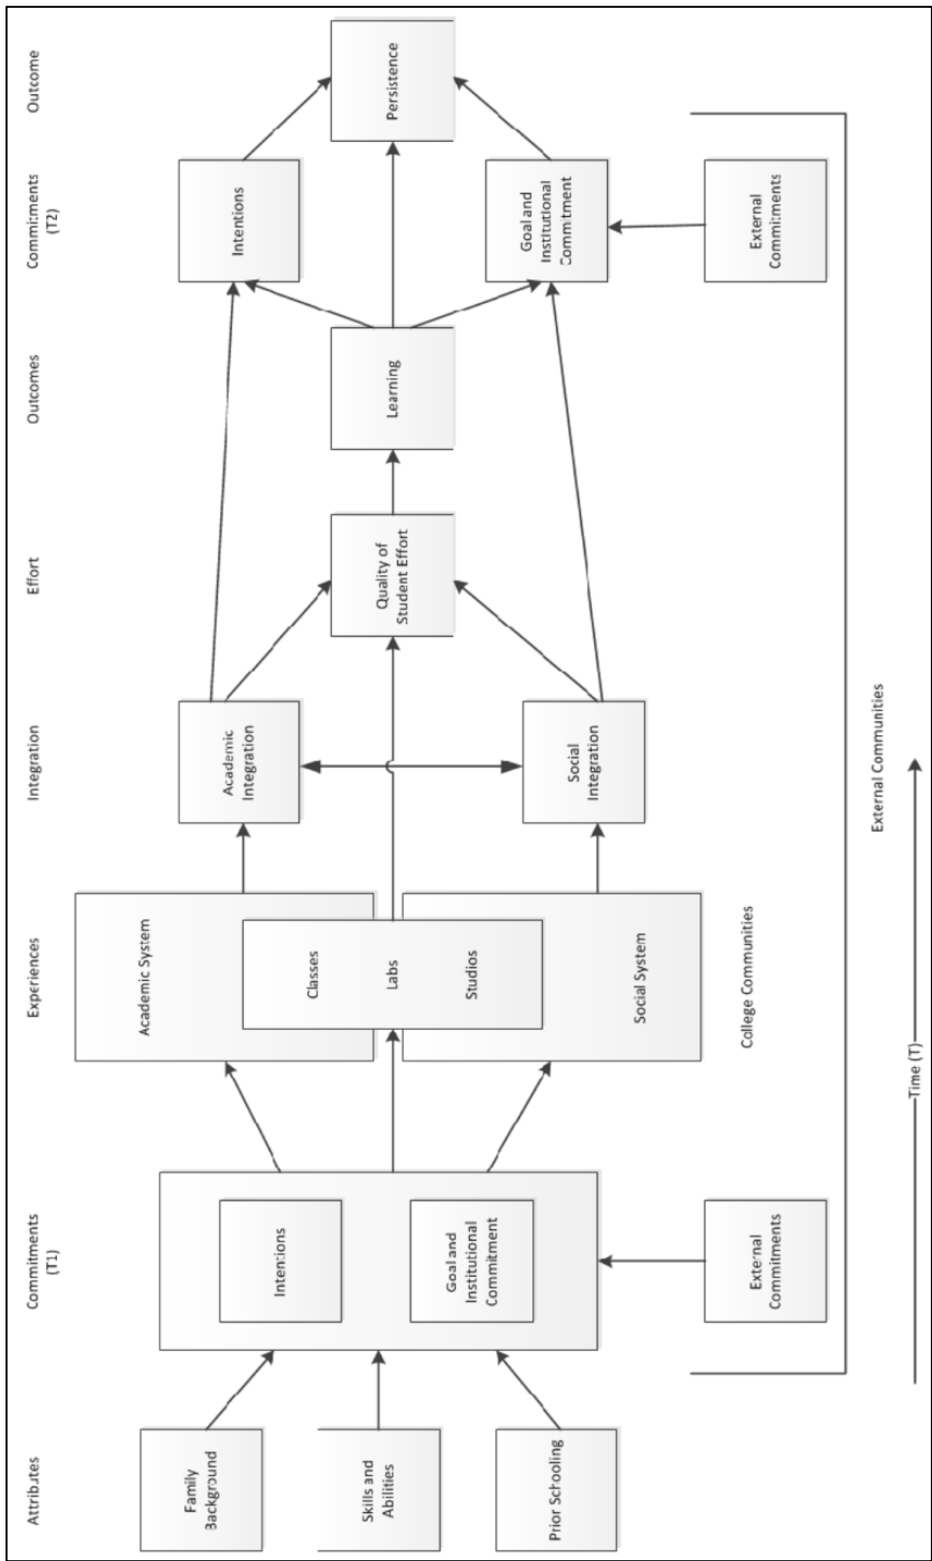 Attributes
Commitments
(T1)
Experiences
Integration
Effort
Outcomes
Commitments
(T2)
Outcome
Family
Background
Skills and
Abilities
Prior Schooling
Intentions
Goal and
Institutional
Commitment
External
Commitments
Academic System
Classes
Labs
Studios
Social System
College Communities
Academic
Integration
Social
Integration
Quality of
Student Effort
Learning
Intentions
Goal and
Institutional
Commitment
External
Commitments
Persistence
External Communities
Time (T)